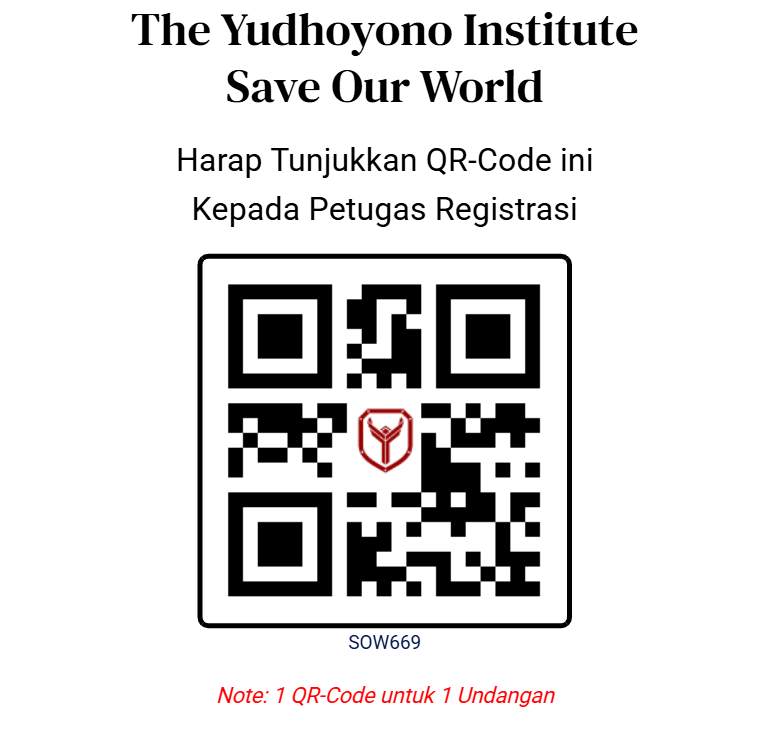 The Yudhoyono Institute
Save Our World
Harap Tunjukkan QR-Code ini
Kepada Petugas Registrasi
SOW669
Note: 1 QR-Code untuk 1 Undangan